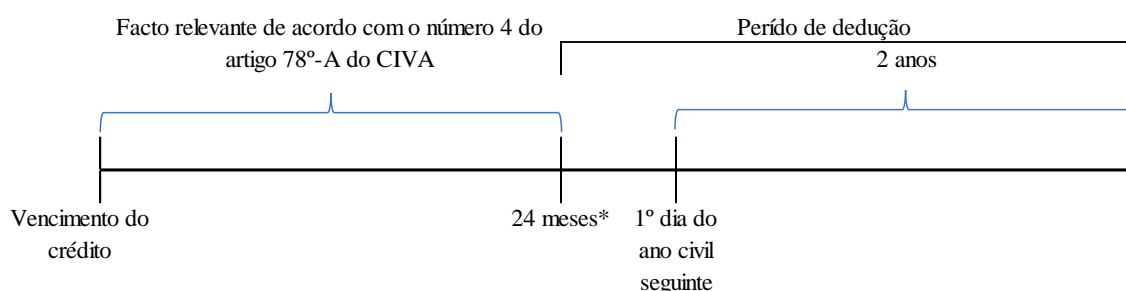 Facto relevante de acordo com o número 4 do
artigo 78º-A do CIVA
Perído de dedução
2 anos
Vencimento do
crédito
24 meses*
1º dia do
ano civil
seguinte